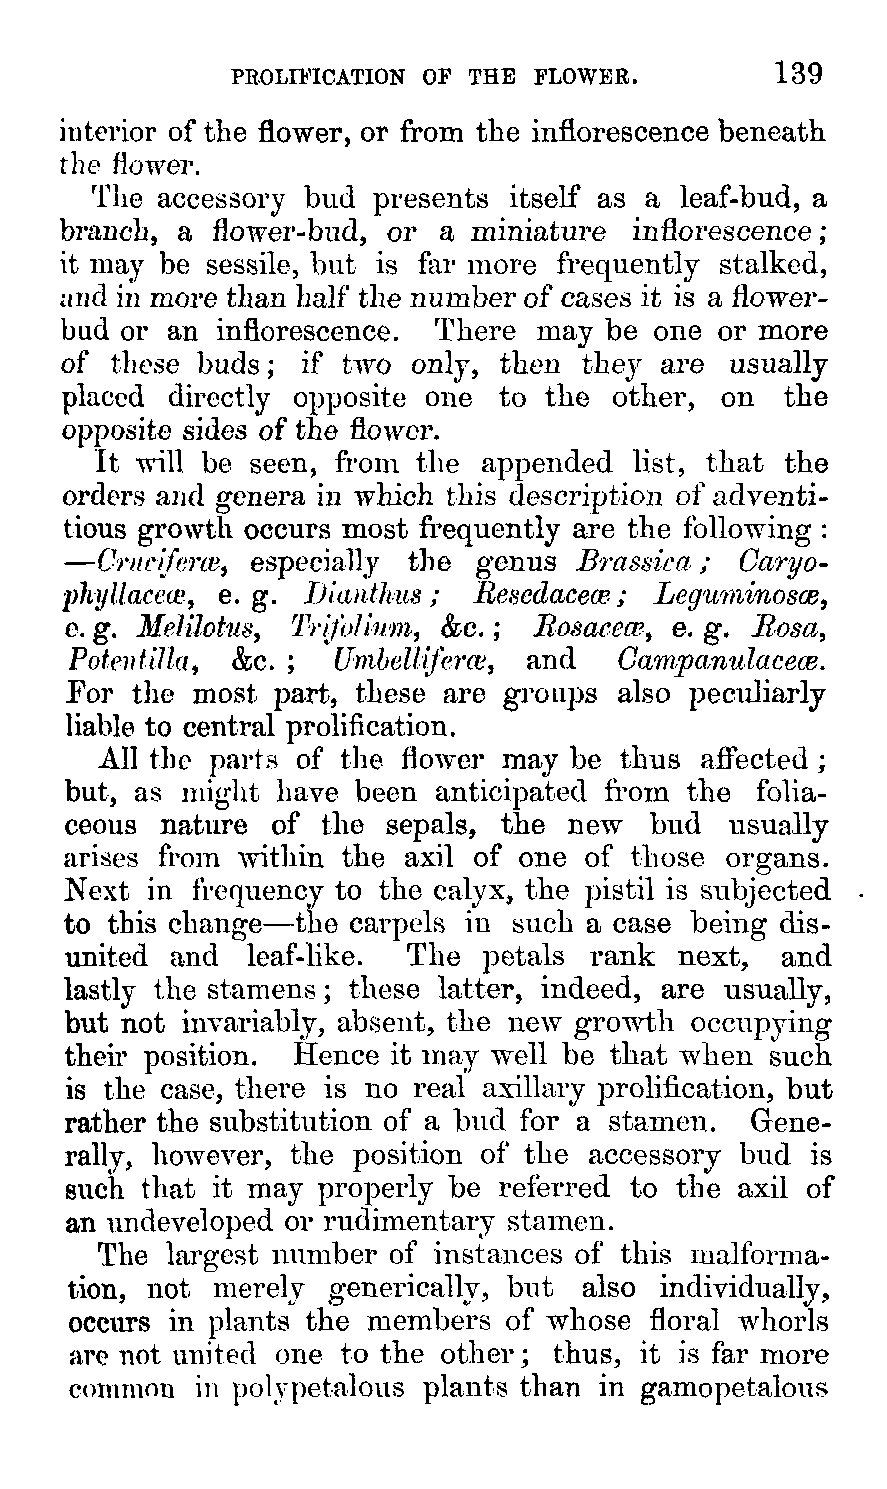 PROLIFICATION OF THE FLOWER. 139
interior of the flower, or from the inflorescence beneath
the flower.
The accessory bud presents itself as a leaf-bud, a
branch, a flower-bud, or a miniature inflorescence;
it may be sessile, but is far more frequently stalked,
and in more than half the number of cases it is a flower-
bud or an inflorescence. There may be one or more
of these buds; if two only, then they are usually
placed directly opposite one to the other, on the
opposite sides of the flower.
It will be seen, from the appended list, that the
orders and genera in which this description of adventi-
tious growth occurs most frequently are the following:
—Cruciferæ, especially the genus Brassica; Caryo-
phyllaceæ, e. g. Dianthus; Resedaceæ; Leguminosæ,
e. g. Melilotus, Trifolium, &c.; Rosaceæ, e. g. Rosa,
Potentilla, &c.; Umbelliferæ, and Campanulaceæ.
For the most part, these are groups also peculiarly
liable to central prolification.
All the parts of the flower may be thus affected;
but, as might have been anticipated from the folia-
ceous nature of the sepals, the new bud usually
arises from within the axil of one of those organs.
Next in frequency to the calyx, the pistil is subjected
to this change—the carpels in such a case being dis-
united and leaf-like. The petals rank next, and
lastly the stamens; these latter, indeed, are usually,
but not invariably, absent, the new growth occupying
their position. Hence it may well be that when such
is the case, there is no real axillary prolification, but
rather the substitution of a bud for a stamen. Gene-
rally, however, the position of the accessory bud is
such that it may properly be referred to the axil of
an undeveloped or rudimentary stamen.
The largest number of instances of this malforma-
tion, not merely generically, but also individually,
occurs in plants the members of whose floral whorls
are not united one to the other; thus, it is far more
common in polypetalous plants than in gamopetalous